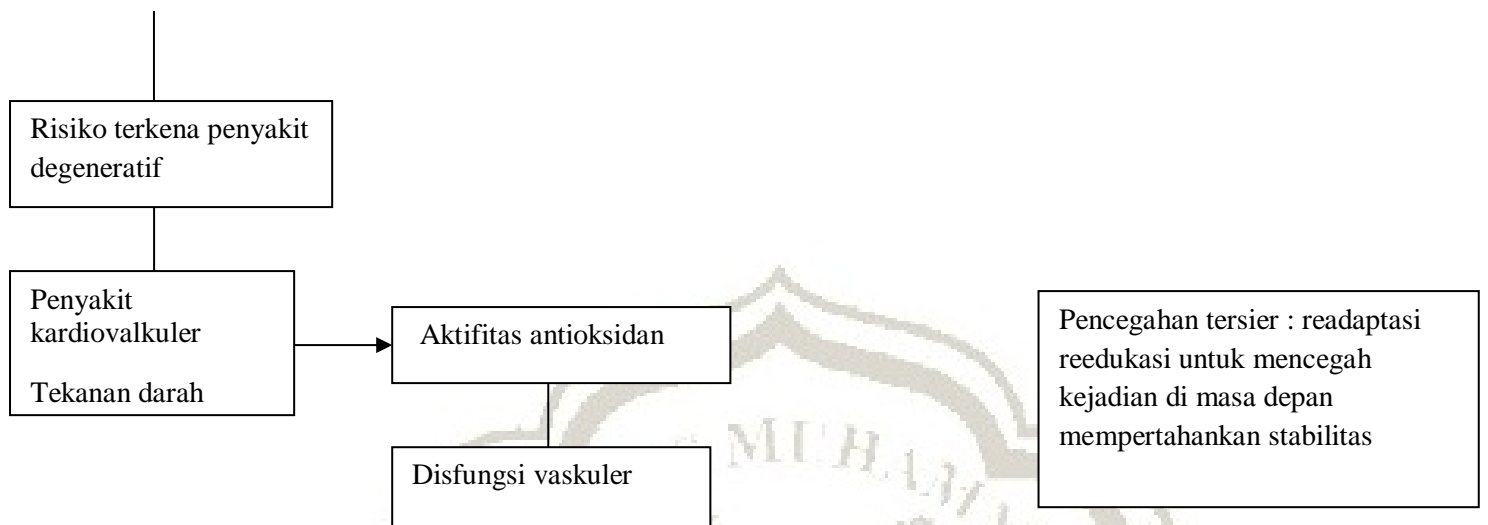 Risiko terkena penyakit
degeneratif
Penyakit
kardiovalkuler
Tekanan darah
Aktifitas antioksidan
Disfungsi vaskuler
Pencegahan tersier : readaptasi
reedukasi untuk mencegah
kejadian di masa depan
mempertahankan stabilitas